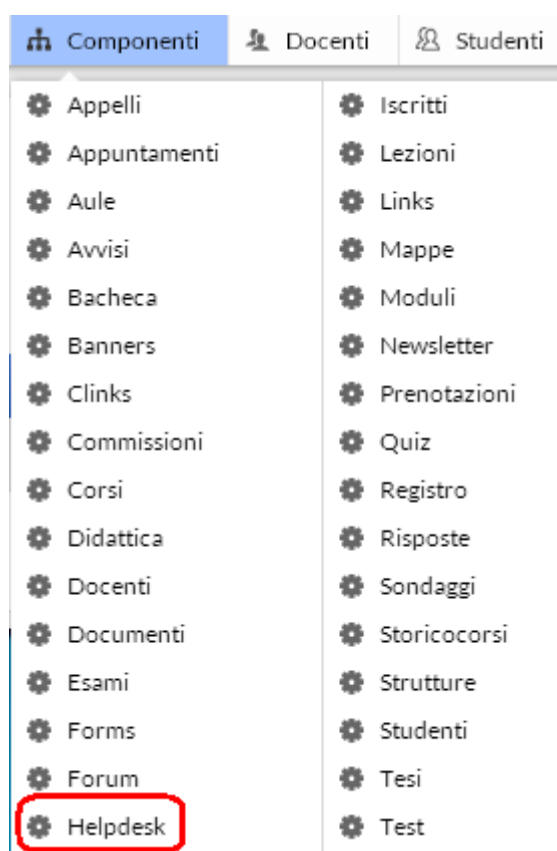 Componenti Docenti Studenti
Appelli
Appuntamenti
Aule
Avvisi
Bacheca
Banners
Clinks
Commissioni
Corsi
Didattica
Docenti
Documenti
Esami
Forms
Forum
Helpdesk
Iscritti
Lezioni
Links
Mappe
Moduli
Newsletter
Prenotazioni
Quiz
Registro
Risposte
Sondaggi
Storicocorsi
Strutture
Studenti
Tesi
Test